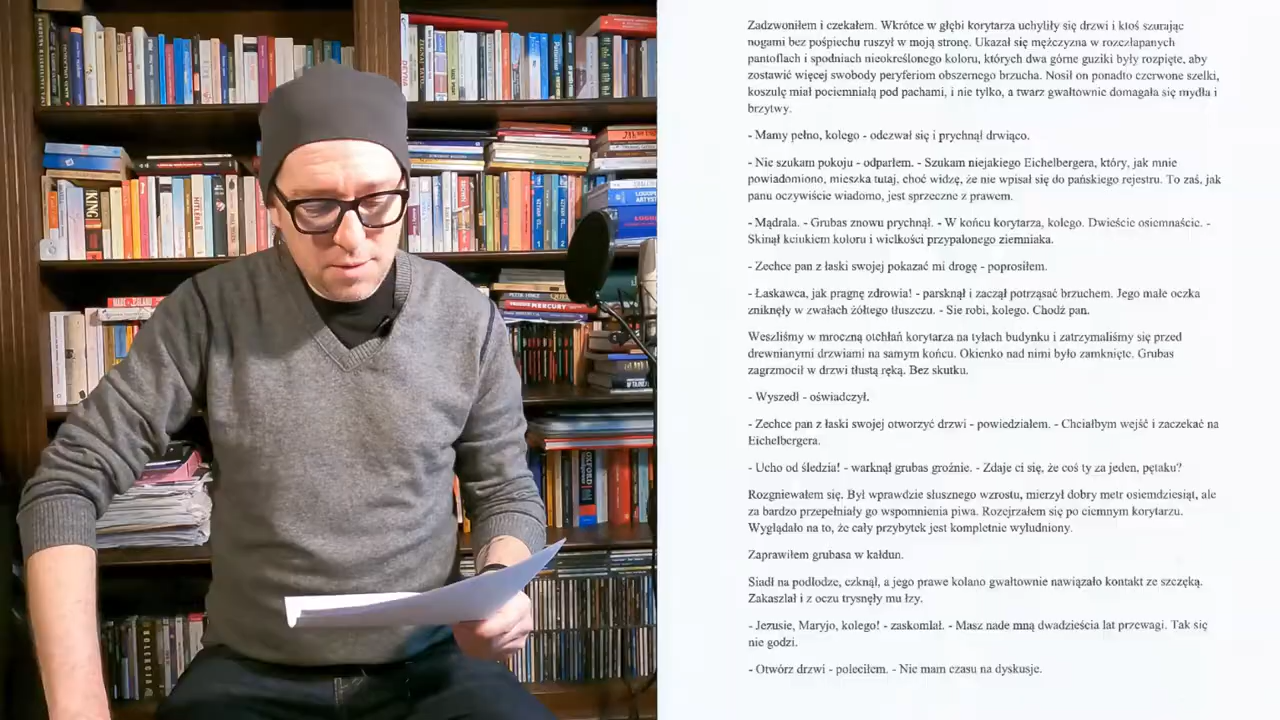 Zadzwoniłem i czekałem. Wkrótce w głębi korytarza uchyliły się drzwi i ktoś szurając
nogami bez pośpiechu ruszył w moją stronę. Ukazał się mężczyzna w rozczłapanych
pantoflach i spodniach nieokreślonego koloru, których dwa górne guziki były rozpięte, aby
zostawić więcej swobody peryferiom obszernego brzucha. Nosił on ponadto czerwone szelki,
koszulę miał pociemniałą pod pachami, i nie tylko, a twarz gwałtownie domagała się mydła i
brzytwy.
- Mamy pełno, kolego - odezwał się i prychnął drwiąco.
- Nie szukam pokoju - odparłem. - Szukam niejakiego Eichelbergera, który, jak mnie
powiadomiono, mieszka tutaj, choć widzę, że nie wpisał się do pańskiego rejestru. To zaś, jak
panu oczywiście wiadomo, jest sprzeczne z prawem.
- Mądrala. - Grubas znowu prychnął. - W końcu korytarza, kolego. Dwieście osiemnaście. -
Skinął kciukiem koloru i wielkości przypalonego ziemniaka.
- Zechce pan z łaski swojej pokazać mi drogę - poprosiłem.
- Łaskawca, jak pragnę zdrowia! - parsknął i zaczął potrząsać brzuchem. Jego małe oczka
zniknęły w zwałach żółtego tłuszczu. - Sie robi, kolego. Chodź pan.
Weszliśmy w mroczną otchłań korytarza na tyłach budynku i zatrzymaliśmy się przed
drewnianymi drzwiami na samym końcu. Okienko nad nimi było zamknięte. Grubas
zagrzmocił w drzwi tłustą ręką. Bez skutku.
- Wyszedł - oświadczył.
- Zechce pan z łaski swojej otworzyć drzwi - powiedziałem. - Chciałbym wejść i zaczekać na
Eichelbergera.
- Ucho od śledzia! - warknął grubas groźnie. - Zdaje ci się, że coś ty za jeden, pętaku?
Rozgniewałem się. Był wprawdzie słusznego wzrostu, mierzył dobry metr osiemdziesiąt, ale
za bardzo przepełniały go wspomnienia piwa. Rozejrzałem się po ciemnym korytarzu.
Wyglądało na to, że cały przybytek jest kompletnie wyludniony.
Zaprawiłem grubasa w kałdun.
Siadł na podłodze, czknął, a jego prawe kolano gwałtownie nawiązało kontakt ze szczęką.
Zakaszlał i z oczu trysnęły mu łzy.
- Jezusie, Maryjo, kolego! - zaskomlał. - Masz nade mną dwadzieścia lat przewagi. Tak się
nie godzi.
- Otwórz drzwi - poleciłem. - Nie mam czasu na dyskusje.
KING
MERCURY
OXFORD